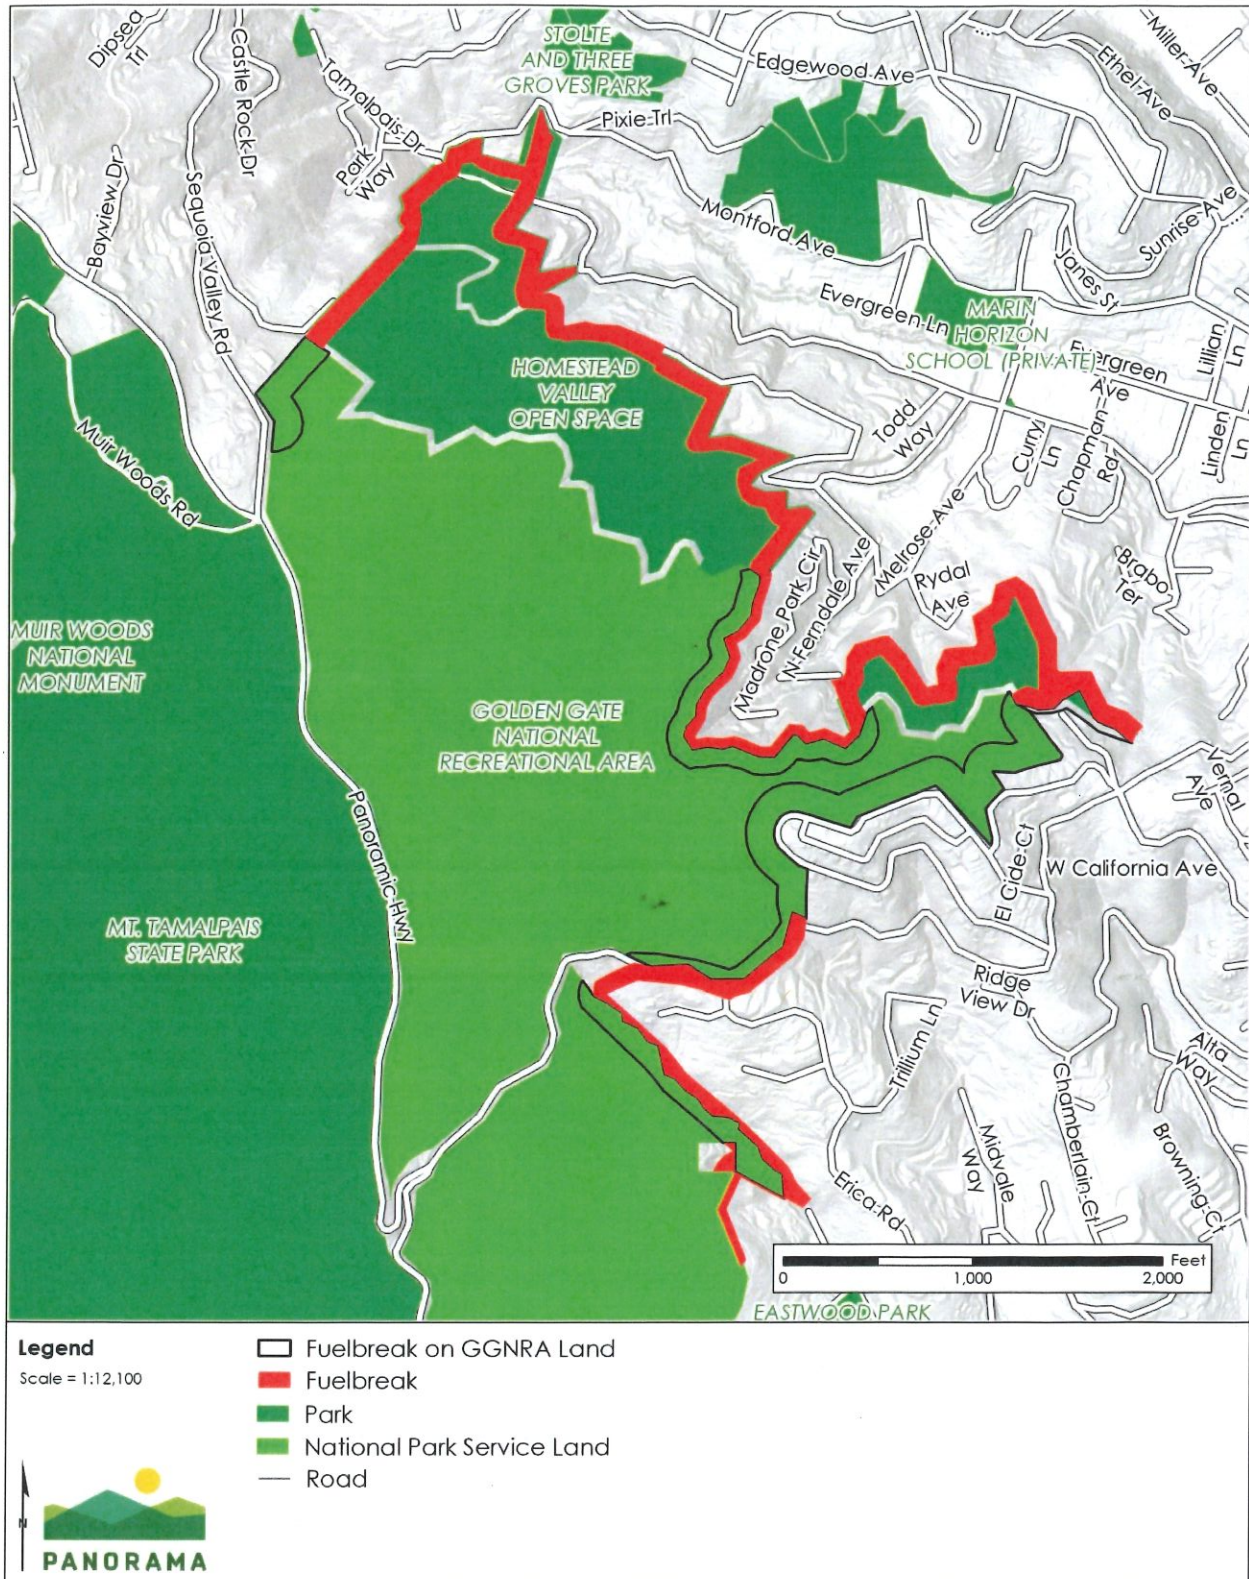 STOLTE
AND THREE
GROVES PARK
Dipsea
Trl
Castle Rock Dr
Tamalpais Dr
Edgewood Ave
Ethel Ave
Miller Ave
Pixie Trl
Park
Way
Bayview Dr
Sequoia Valley Rd
Montford Ave
Sunrise Ave
Janes St
Evergreen Ln
MARIN
HORIZON
SCHOOL (PRIVATE)
Evergreen
Ave
Lillian
Ln
HOMESTEAD
VALLEY
OPEN SPACE
Todd
Way
Curry
Ln
Chapman
Rd
Linden
Ln
Muir Woods Rd
Melrose Ave
Rydal
Ave
Brabo
Ter
Madrone Park Cir
N Ferndale Ave
MUIR WOODS
NATIONAL
MONUMENT
GOLDEN GATE
NATIONAL
RECREATIONAL AREA
Vernal
Ave
Panoramic Hwy
El Cide Ct
W California Ave
MT. TAMALPAIS
STATE PARK
Ridge
View Dr
Trillium Ln
Alta
Way
Chamberlain Ct
Midvale
Way
Browning Ct
Erica Rd
Feet
0 1,000 2,000
EASTWOOD PARK
Legend
Scale = 1:12,100
Fuelbreak on GGNRA Land
Fuelbreak
Park
National Park Service Land
Road
N
PANORAMA